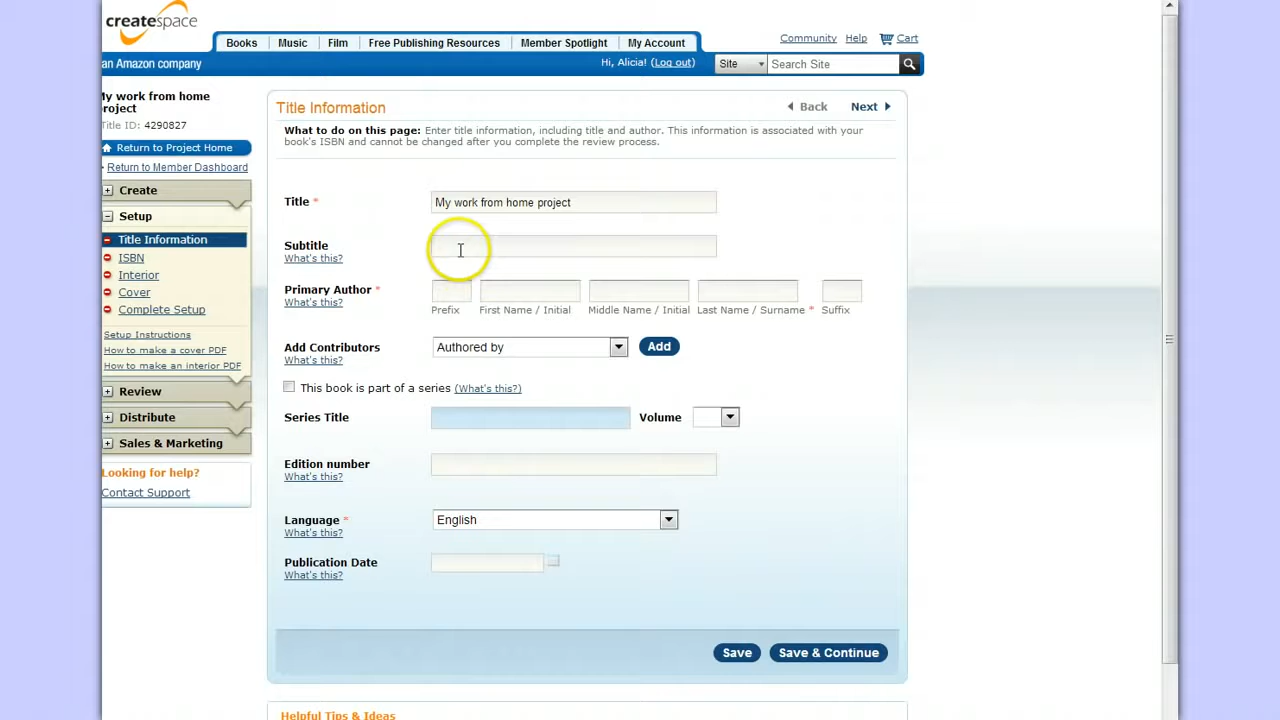 createspace
Books Music Film Free Publishing Resources Member Spotlight My Account
Community Help Cart
an Amazon company
Hi, Alicia! (Log out)
Site Search Site
My work from home
project
Title ID: 4290827
Return to Project Home
Return to Member Dashboard
Create
Setup
Title Information
ISBN
Interior
Cover
Complete Setup
Setup Instructions
How to make a cover PDF
How to make an interior PDF
Review
Distribute
Sales & Marketing
Looking for help?
Contact Support
Title Information
Back Next
What to do on this page: Enter title information, including title and author. This information is associated with your
book's ISBN and cannot be changed after you complete the review process.
Title * My work from home project
Subtitle
What's this?
Primary Author *
What's this?
Prefix First Name / Initial Middle Name / Initial Last Name / Surname * Suffix
Add Contributors Authored by Add
What's this?
This book is part of a series (What's this?)
Series Title Volume
Edition number
What's this?
Language * English
What's this?
Publication Date
What's this?
Save Save & Continue
Helpful Tips & Ideas